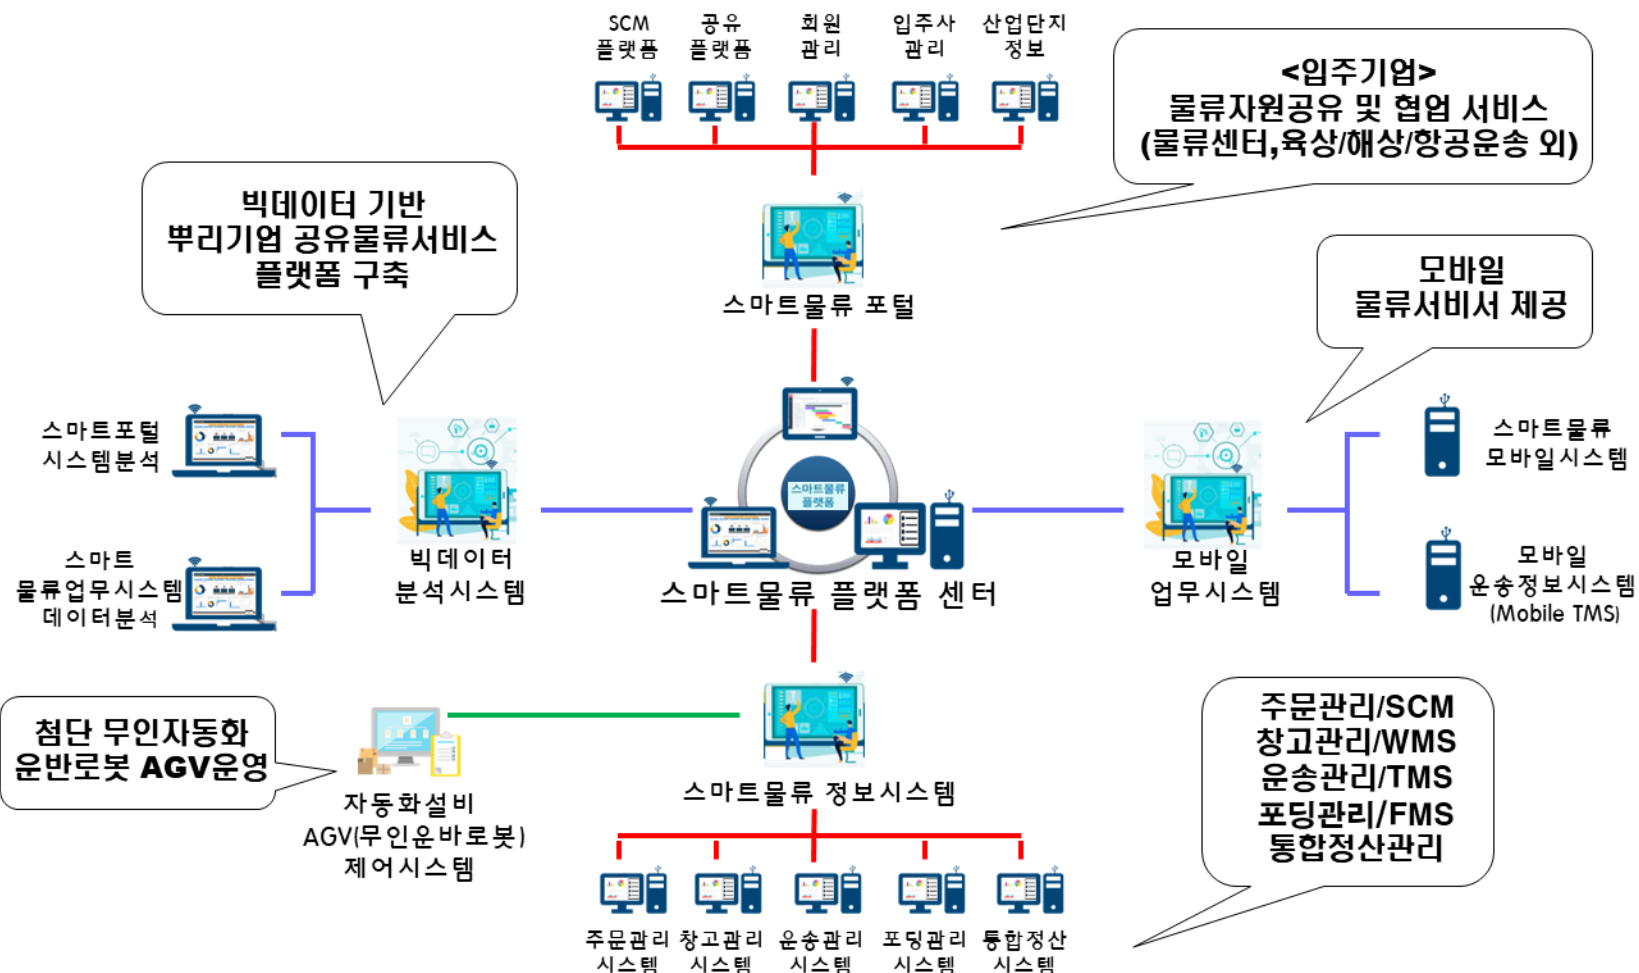 SCM
플랫폼
공유
플랫폼
회원
관리
입주사
관리
산업단지
정보
<입주기업>
물류자원공유 및 협업 서비스
(물류센터,육상/해상/항공운송 외)
빅데이터 기반
뿌리기업 공유물류서비스
플랫폼 구축
스마트물류 포털
모바일
물류서비서 제공
스마트포털
시스템분석
스마트
물류업무시스템
데이터분석
빅데이터
분석시스템
스마트물류
플랫폼
스마트물류 플랫폼 센터
모바일
업무시스템
스마트물류
모바일시스템
모바일
운송정보시스템
(Mobile TMS)
첨단 무인자동화
운반로봇 AGV운영
자동화설비
AGV(무인운바로봇)
제어시스템
스마트물류 정보시스템
주문관리/SCM
창고관리/WMS
운송관리/TMS
포딩관리/FMS
통합정산관리
주문관리
시스템
창고관리
시스템
운송관리
시스템
포딩관리
시스템
통합정산
시스템